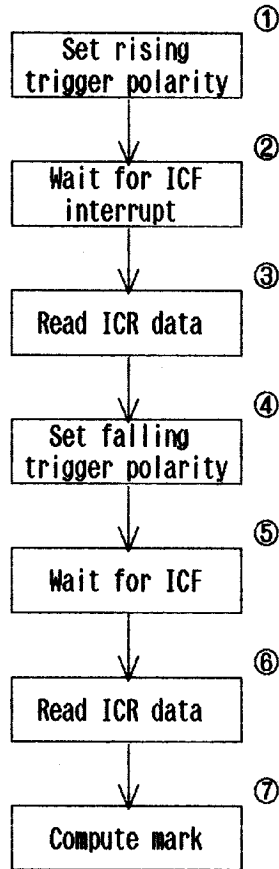 ①
Set rising
trigger polarity
②
Wait for ICF
interrupt
③
Read ICR data
④
Set falling
trigger polarity
⑤
Wait for ICF
⑥
Read ICR data
⑦
Compute mark